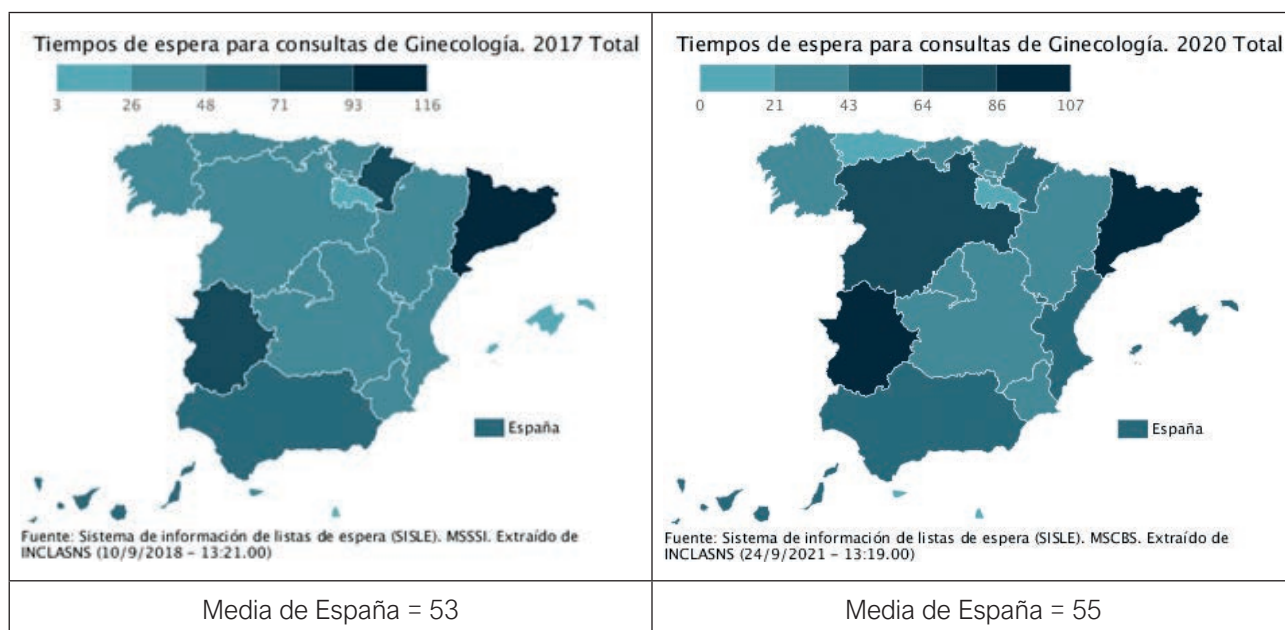 Tiempos de espera para consultas de Ginecología. 2017 Total
3 26 48 71 93 116
España
Fuente: Sistema de información de listas de espera (SISLE). MSSSI. Extraído de
INCLASNS (10/9/2018 – 13:21.00)
Media de España = 53
Tiempos de espera para consultas de Ginecología. 2020 Total
0 21 43 64 86 107
España
Fuente: Sistema de información de listas de espera (SISLE). MSCBS. Extraído de
INCLASNS (24/9/2021 – 13:19.00)
Media de España = 55